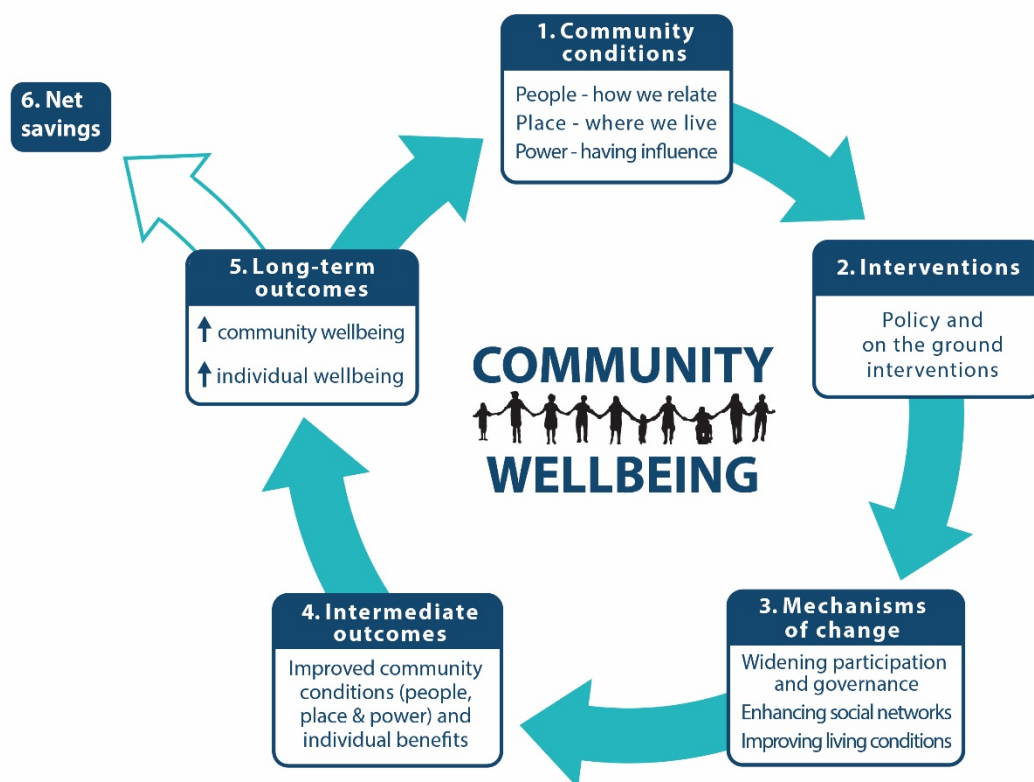 1. Community
conditions
People - how we relate
Place - where we live
Power - having influence
2. Interventions
Policy and
on the ground
interventions
3. Mechanisms
of change
Widening participation
and governance
Enhancing social networks
Improving living conditions
4. Intermediate
outcomes
Improved community
conditions (people,
place & power) and
individual benefits
5. Long-term
outcomes
community wellbeing
individual wellbeing
6. Net
savings
COMMUNITY
WELLBEING